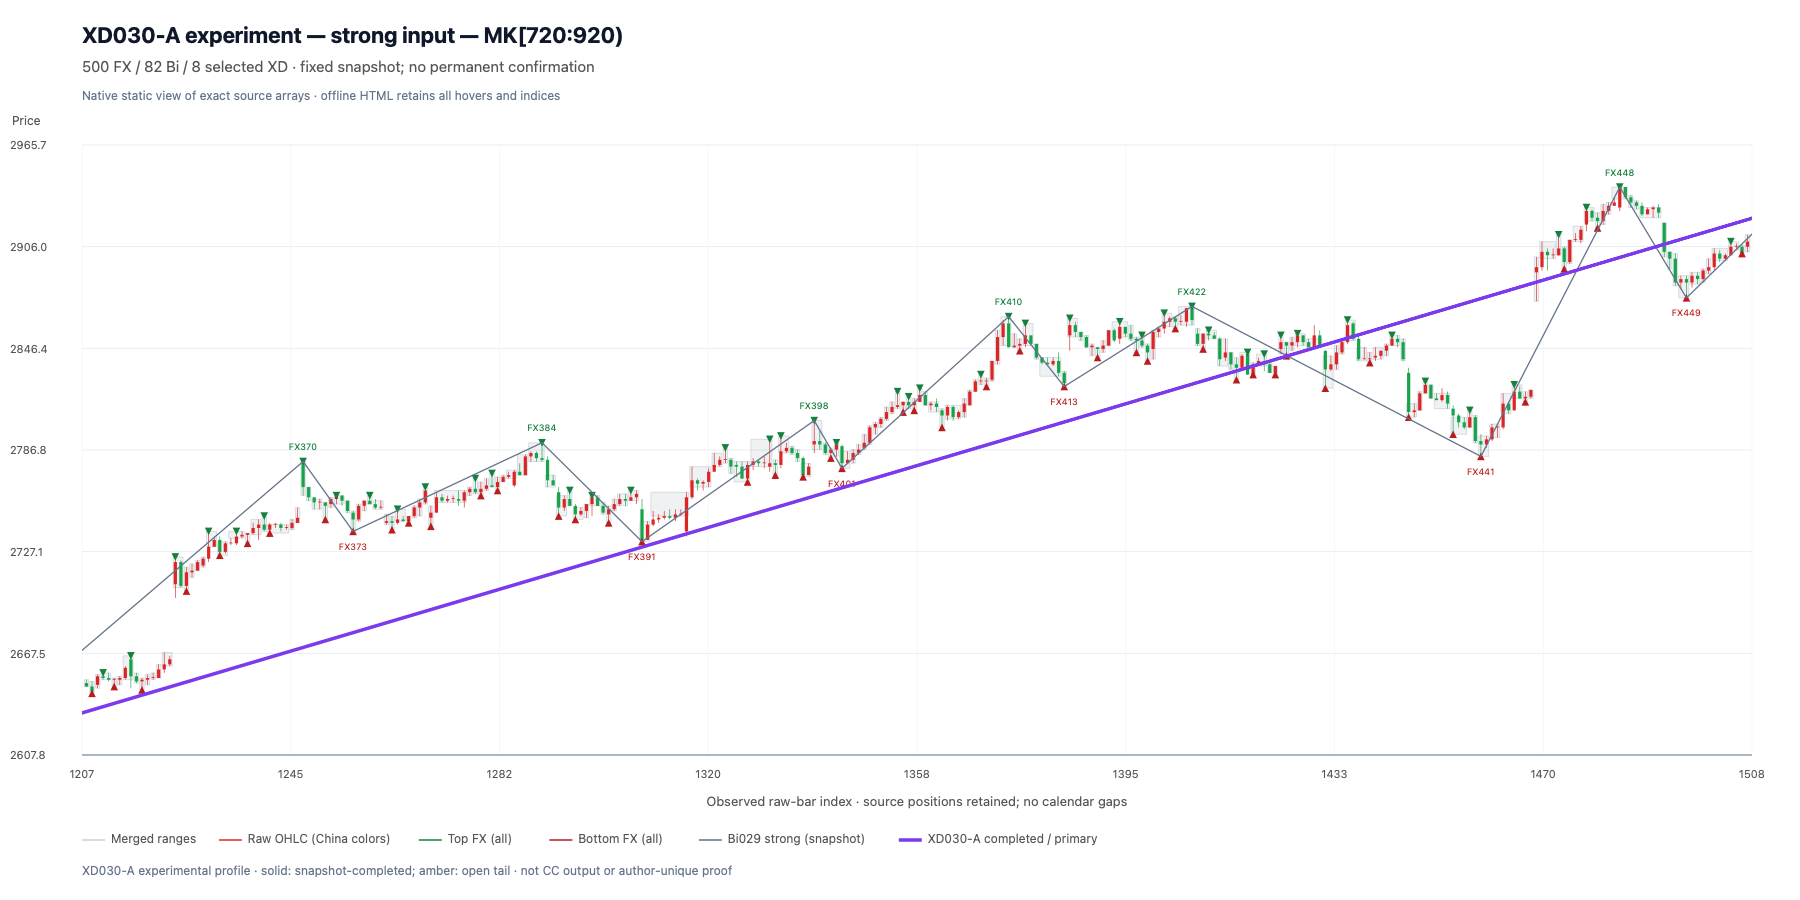 XD030-A experiment — strong input — MK[720:920)
500 FX / 82 Bi / 8 selected XD · fixed snapshot; no permanent confirmation
Native static view of exact source arrays · offline HTML retains all hovers and indices
Price
2965.7
2906.0
2846.4
2786.8
2727.1
2667.5
2607.8
FX448
FX410
FX422
FX449
FX398
FX413
FX384
FX370
FX441
FX401
FX373
FX391
1207 1245 1282 1320 1358 1395 1433 1470 1508
Observed raw-bar index · source positions retained; no calendar gaps
Merged ranges Raw OHLC (China colors) Top FX (all) Bottom FX (all) Bi029 strong (snapshot) XD030-A completed / primary
XD030-A experimental profile · solid: snapshot-completed; amber: open tail · not CC output or author-unique proof